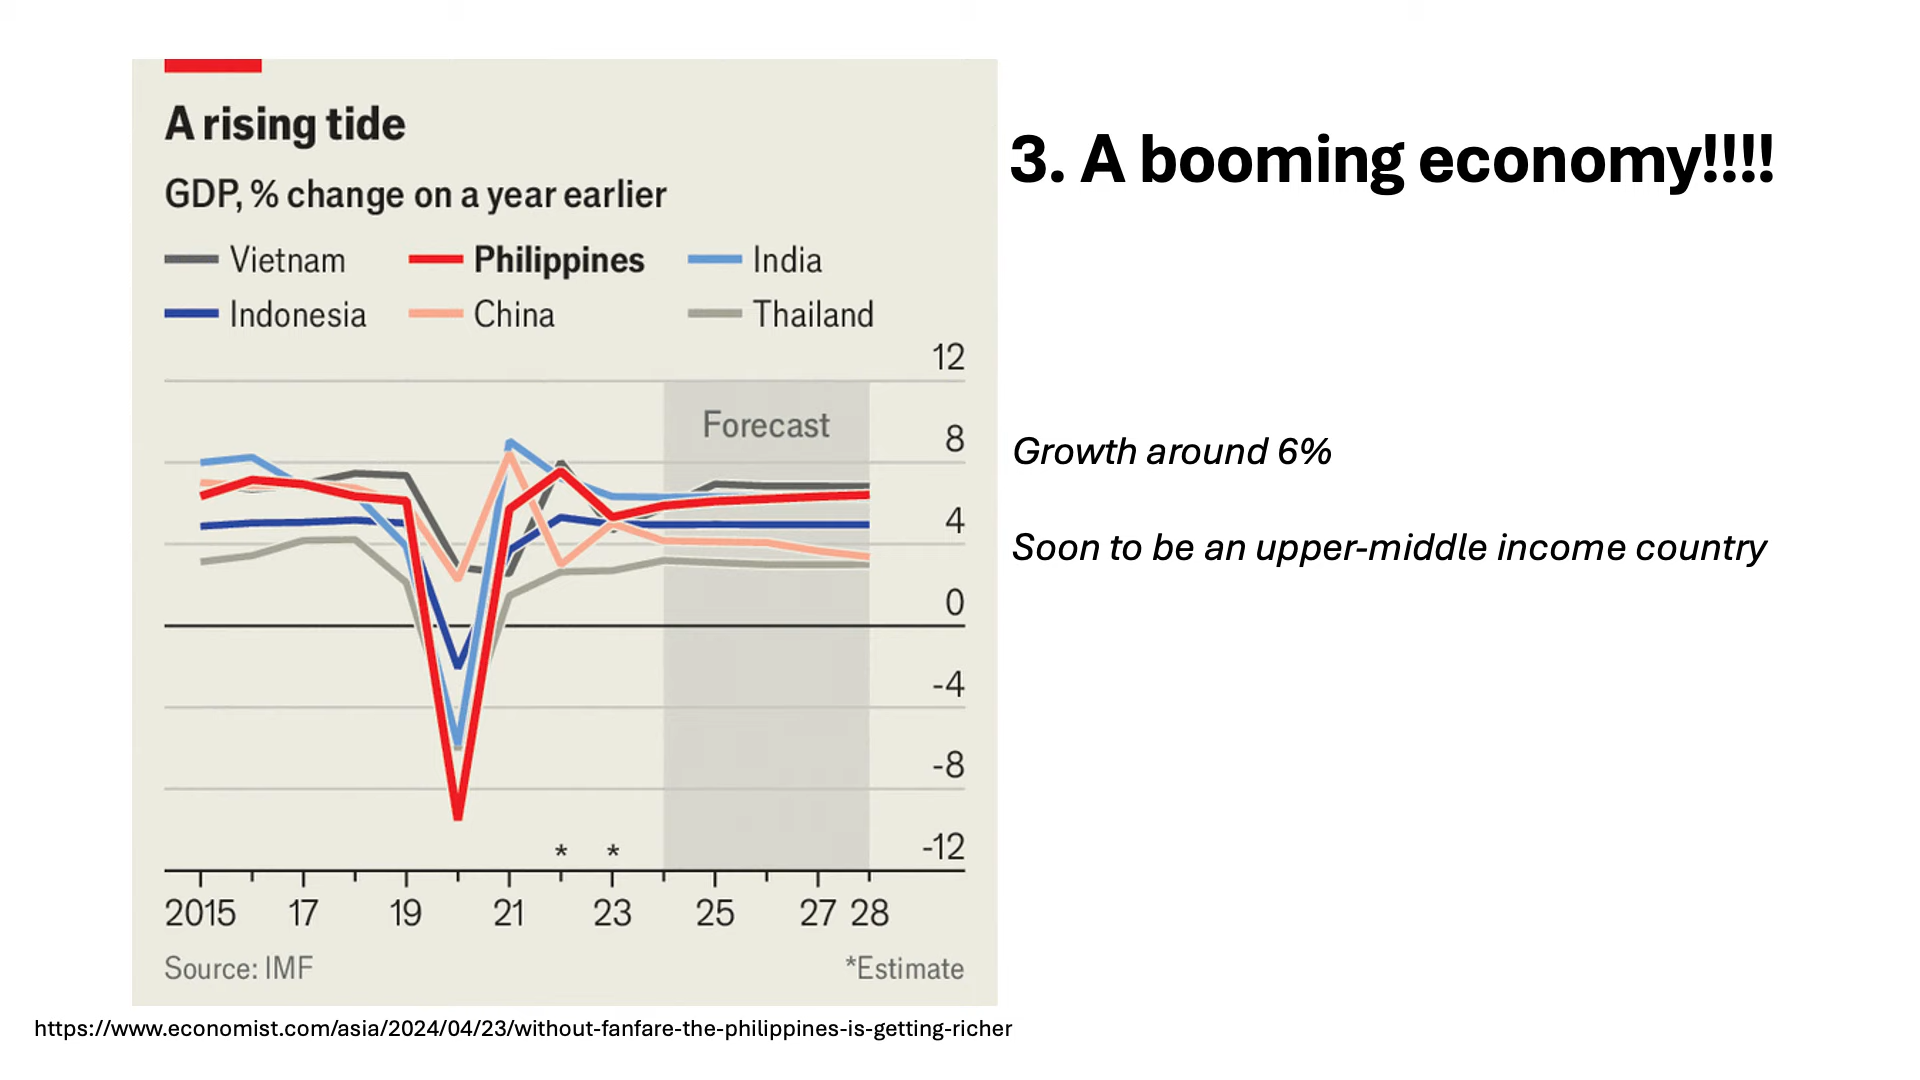 A rising tide
GDP, % change on a year earlier
Vietnam Philippines India
Indonesia China Thailand
12
Forecast
8
4
0
-4
-8
-12
* *
2015 17 19 21 23 25 27 28
Source: IMF *Estimate
https://www.economist.com/asia/2024/04/23/without-fanfare-the-philippines-is-getting-richer
3. A booming economy!!!!
Growth around 6%
Soon to be an upper-middle income country